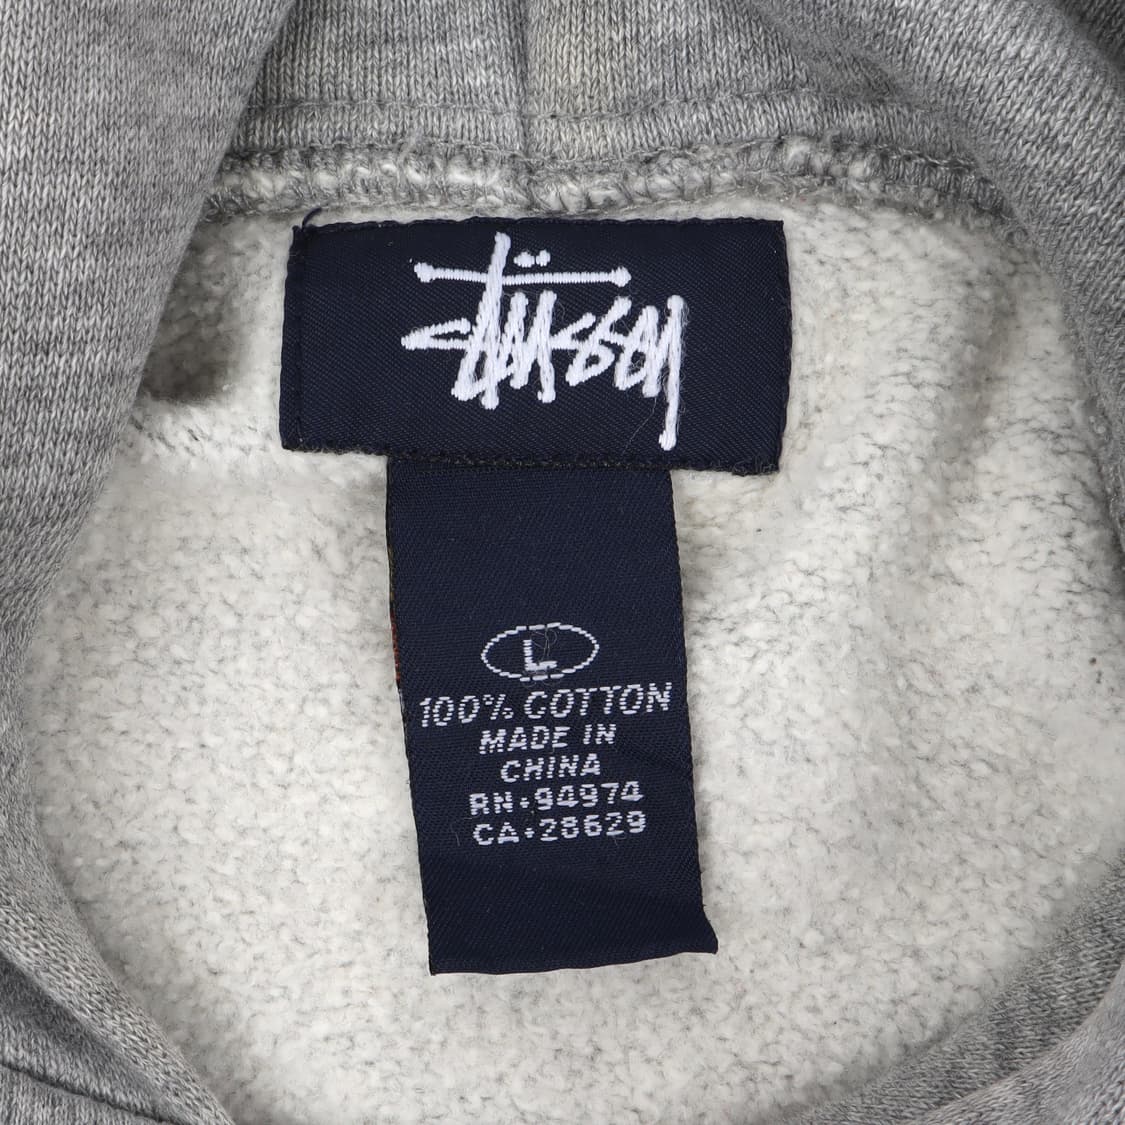 Stüssy
L
100% COTTON
MADE IN
CHINA
RN•94974
CA•28629